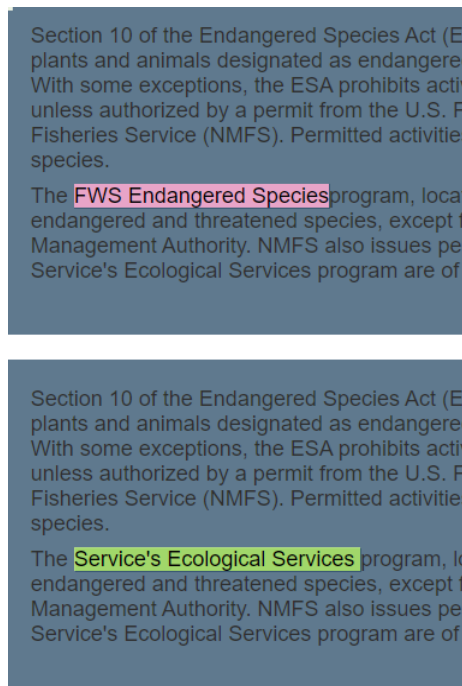 Section 10 of the Endangered Species Act (E
plants and animals designated as endangere
With some exceptions, the ESA prohibits acti
unless authorized by a permit from the U.S. F
Fisheries Service (NMFS). Permitted activitie
species.
The FWS Endangered Speciesprogram, loca
endangered and threatened species, except f
Management Authority. NMFS also issues pe
Service's Ecological Services program are of
Section 10 of the Endangered Species Act (E
plants and animals designated as endangere
With some exceptions, the ESA prohibits acti
unless authorized by a permit from the U.S. F
Fisheries Service (NMFS). Permitted activitie
species.
The Service's Ecological Services program, lo
endangered and threatened species, except f
Management Authority. NMFS also issues pe
Service's Ecological Services program are of